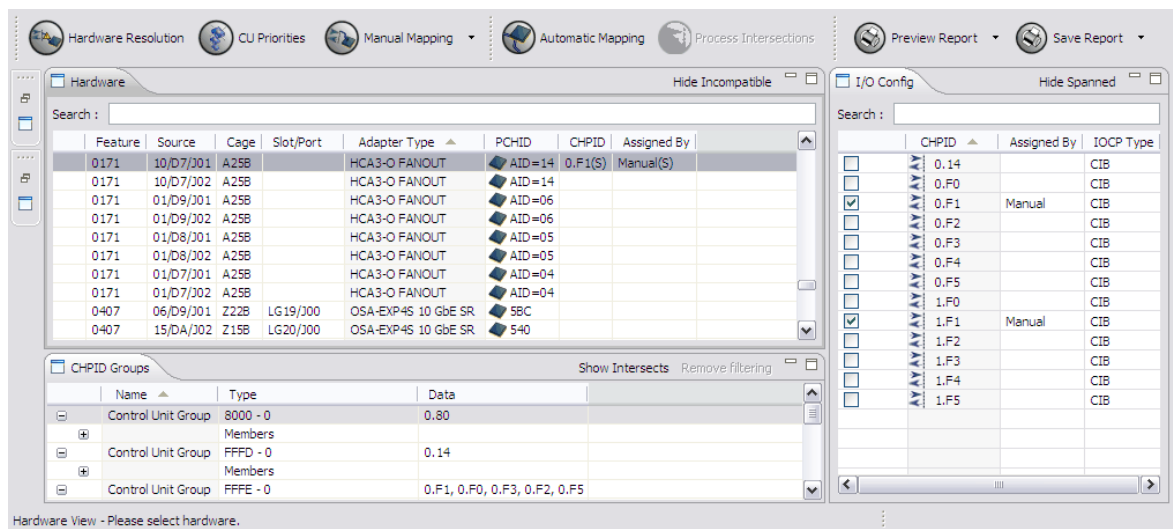 Hardware Resolution CU Priorities Manual Mapping Automatic Mapping Process Intersections Preview Report Save Report
Hardware Hide Incompatible
Search :
Feature Source Cage Slot/Port Adapter Type PCHID CHPID Assigned By
0171 10/D7/J01 A25B HCA3-O FANOUT AID=14 0.F1(S) Manual(S)
0171 10/D7/J02 A25B HCA3-O FANOUT AID=14
0171 01/D9/J01 A25B HCA3-O FANOUT AID=06
0171 01/D9/J02 A25B HCA3-O FANOUT AID=06
0171 01/D8/J01 A25B HCA3-O FANOUT AID=05
0171 01/D8/J02 A25B HCA3-O FANOUT AID=05
0171 01/D7/J01 A25B HCA3-O FANOUT AID=04
0171 01/D7/J02 A25B HCA3-O FANOUT AID=04
0407 06/D9/J01 Z22B LG19/J00 OSA-EXP4S 10 GbE SR 5BC
0407 15/DA/J02 Z15B LG20/J00 OSA-EXP4S 10 GbE SR 540
CHPID Groups Show Intersects Remove filtering
Name Type Data
Control Unit Group 8000 - 0 0.80
Members
Control Unit Group FFFD - 0 0.14
Members
Control Unit Group FFFE - 0 0.F1, 0.F0, 0.F3, 0.F2, 0.F5
I/O Config Hide Spanned
Search :
CHPID Assigned By IOCP Type
0.14 CIB
0.F0 CIB
0.F1 Manual CIB
0.F2 CIB
0.F3 CIB
0.F4 CIB
0.F5 CIB
1.F0 CIB
1.F1 Manual CIB
1.F2 CIB
1.F3 CIB
1.F4 CIB
1.F5 CIB
Hardware View - Please select hardware.